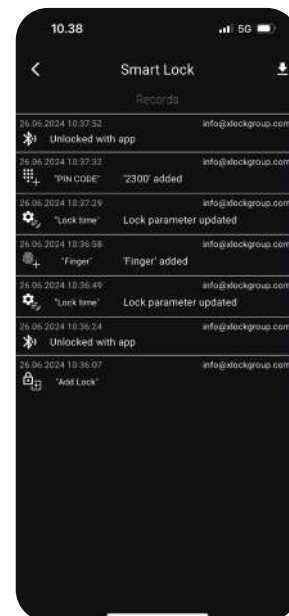 10.38
5G
Smart Lock
Records
26.06.2024 10:37:52 info@xlockgroup.com
Unlocked with app
26.06.2024 10:37:32 info@xlockgroup.com
"PIN CODE" '2300' added
26.06.2024 10:37:29 info@xlockgroup.com
"Lock time" Lock parameter updated
26.06.2024 10:36:58 info@xlockgroup.com
"Finger" 'Finger' added
26.06.2024 10:36:49 info@xlockgroup.com
"Lock time" Lock parameter updated
26.06.2024 10:36:24 info@xlockgroup.com
Unlocked with app
26.06.2024 10:36:07 info@xlockgroup.com
"Add Lock"